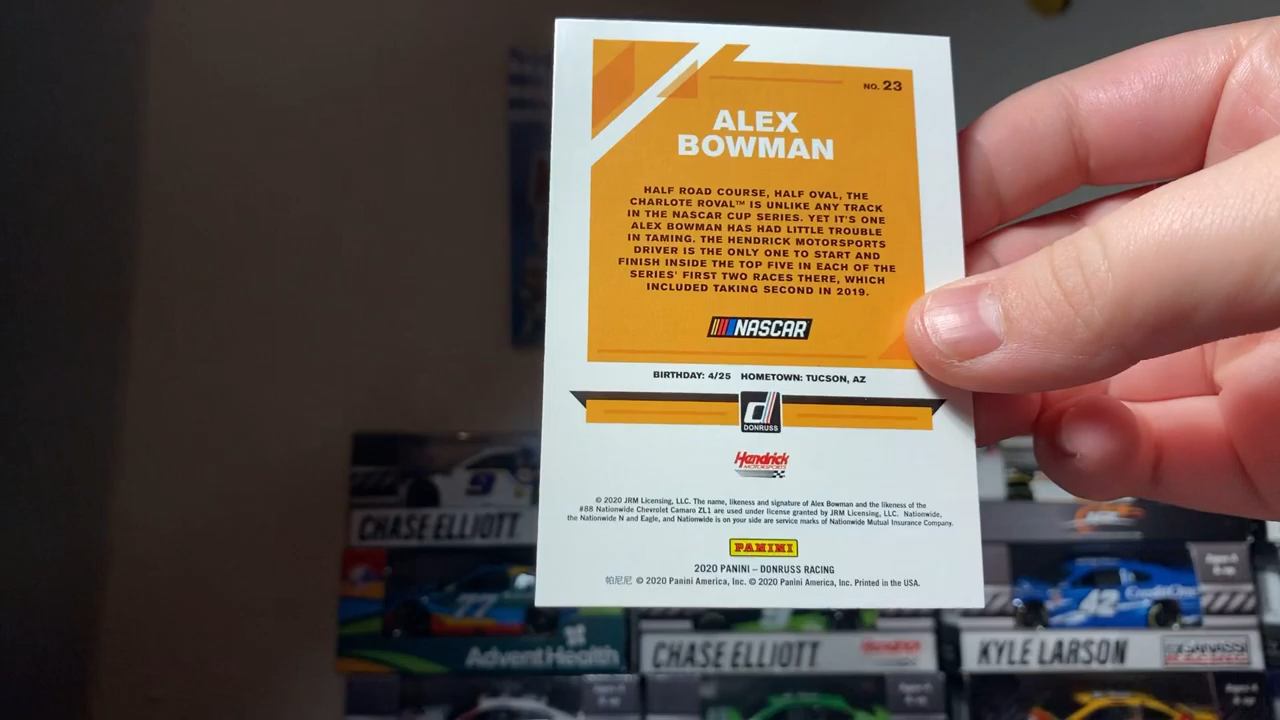 NO. 23
ALEX
BOWMAN
HALF ROAD COURSE, HALF OVAL, THE
CHARLOTE ROVAL™ IS UNLIKE ANY TRACK
IN THE NASCAR CUP SERIES. YET IT'S ONE
ALEX BOWMAN HAS HAD LITTLE TROUBLE
IN TAMING. THE HENDRICK MOTORSPORTS
DRIVER IS THE ONLY ONE TO START AND
FINISH INSIDE THE TOP FIVE IN EACH OF THE
SERIES' FIRST TWO RACES THERE, WHICH
INCLUDED TAKING SECOND IN 2019.
NASCAR
BIRTHDAY: 4/25 HOMETOWN: TUCSON, AZ
d
DONRUSS
Hendrick
MOTORSPORTS
© 2020 JRM Licensing, LLC. The name, likeness and signature of Alex Bowman and the likeness of the
#88 Nationwide Chevrolet Camaro ZL1 are used under license granted by JRM Licensing, LLC. Nationwide,
the Nationwide N and Eagle, and Nationwide is on your side are service marks of Nationwide Mutual Insurance Company.
PANINI
2020 PANINI – DONRUSS RACING
帕尼尼 © 2020 Panini America, Inc. © 2020 Panini America, Inc. Printed in the USA.
9
CHASE ELLIOTT
77
AdventHealth
CHASE ELLIOTT
42
Credit One
KYLE LARSON